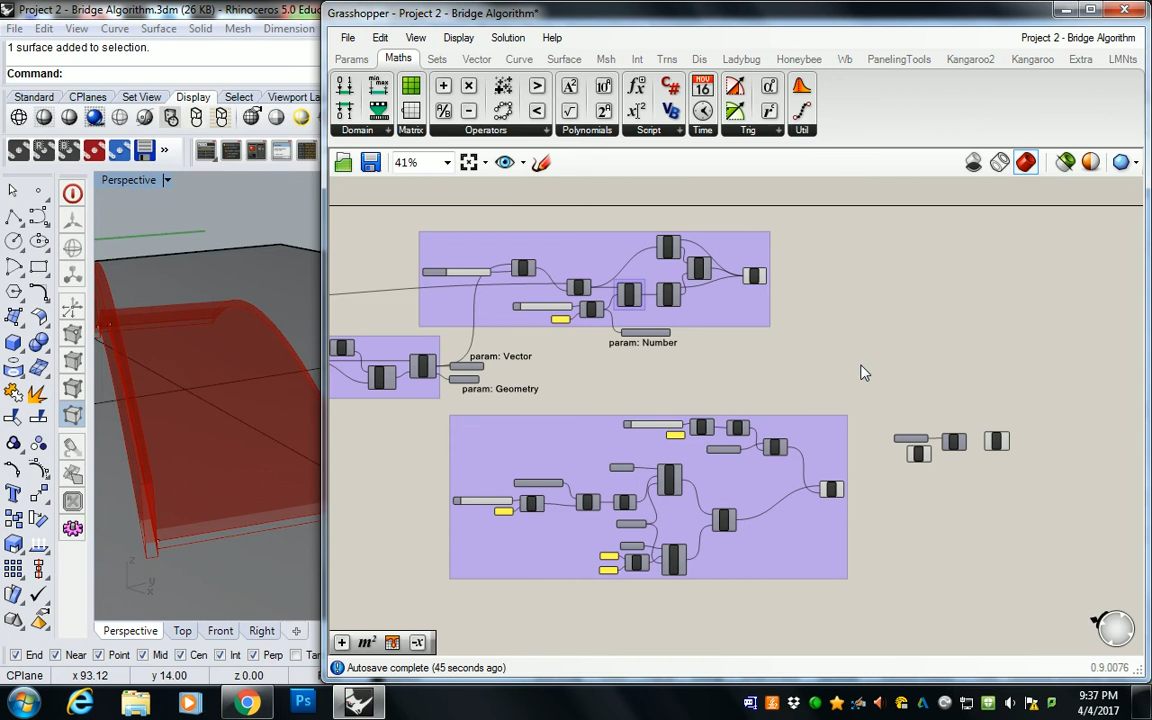 Project 2 - Bridge Algorithm.3dm (26 KB) - Rhinoceros 5.0 Educ
File Edit View Curve Surface Solid Mesh Dimension
1 surface added to selection.
Command:
Standard CPlanes Set View Display Select Viewport La
Perspective
z
y
x
Perspective Top Front Right
End Near Point Mid Cen Int Perp Tan
CPlane x 93.12 y 14.00 z 0.00
Grasshopper - Project 2 - Bridge Algorithm*
File Edit View Display Solution Help
Project 2 - Bridge Algorithm
Params Maths Sets Vector Curve Surface Msh Int Trns Dis Ladybug Honeybee Wb PanelingTools Kangaroo2 Kangaroo Extra LMNts
Domain Matrix Operators Polynomials Script Time Trig Util
41%
param: Number
param: Vector
param: Geometry
Autosave complete (45 seconds ago)
0.9.0076
9:37 PM
4/4/2017